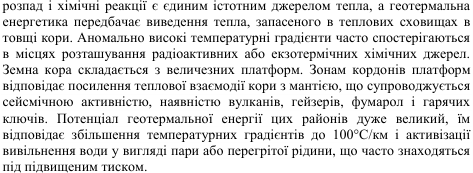 розпад і хімічні реакції є єдиним істотним джерелом тепла, а геотермальна
енергетика передбачає виведення тепла, запасеного в теплових сховищах в
товщі кори. Аномально високі температурні градієнти часто спостерігаються
в місцях розташування радіоактивних або екзотермічних хімічних джерел.
Земна кора складається з величезних платформ. Зонам кордонів платформ
відповідає посилення теплової взаємодії кори з мантією, що супроводжується
сейсмічною активністю, наявністю вулканів, гейзерів, фумарол і гарячих
ключів. Потенціал геотермальної енергії цих районів дуже великий, їм
відповідає збільшення температурних градієнтів до 100°С/км і активізації
вивільнення води у вигляді пари або перегрітої рідини, що часто знаходяться
під підвищеним тиском.